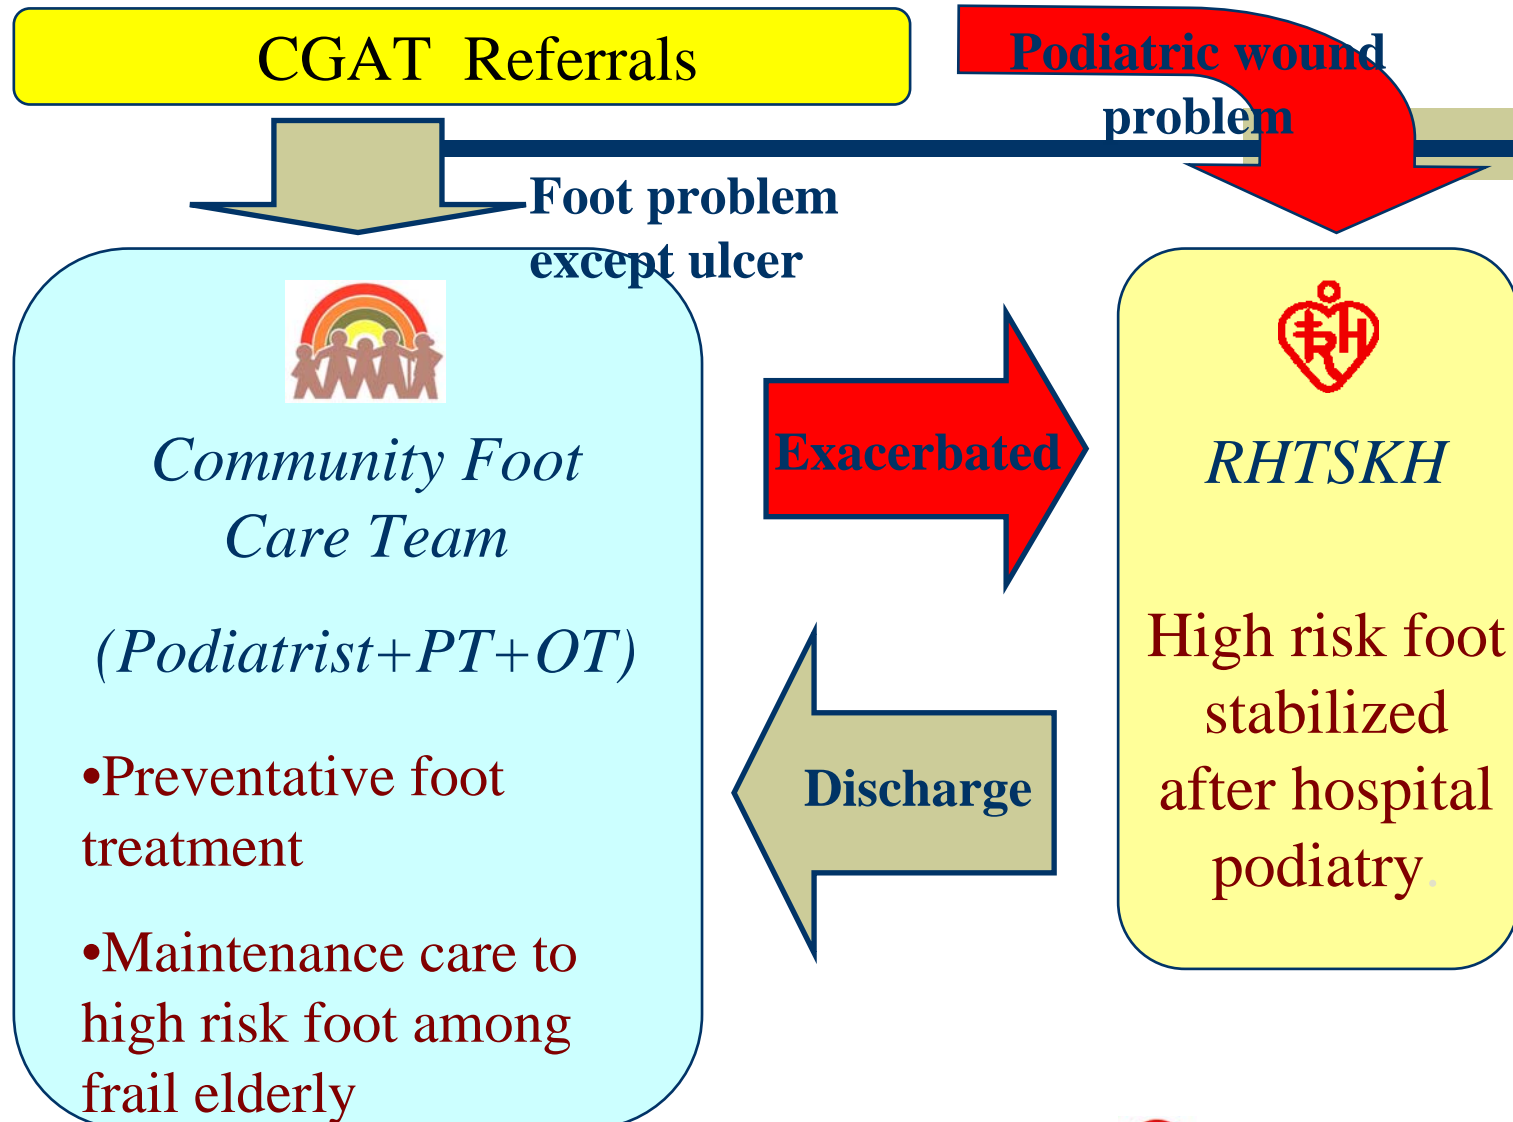 CGAT Referrals
Podiatric wound
problem
Foot problem
except ulcer
Community Foot
Care Team
(Podiatrist+PT+OT)
•Preventative foot
treatment
•Maintenance care to
high risk foot among
frail elderly
Exacerbated
Discharge
RHTSKH
High risk foot
stabilized
after hospital
podiatry.